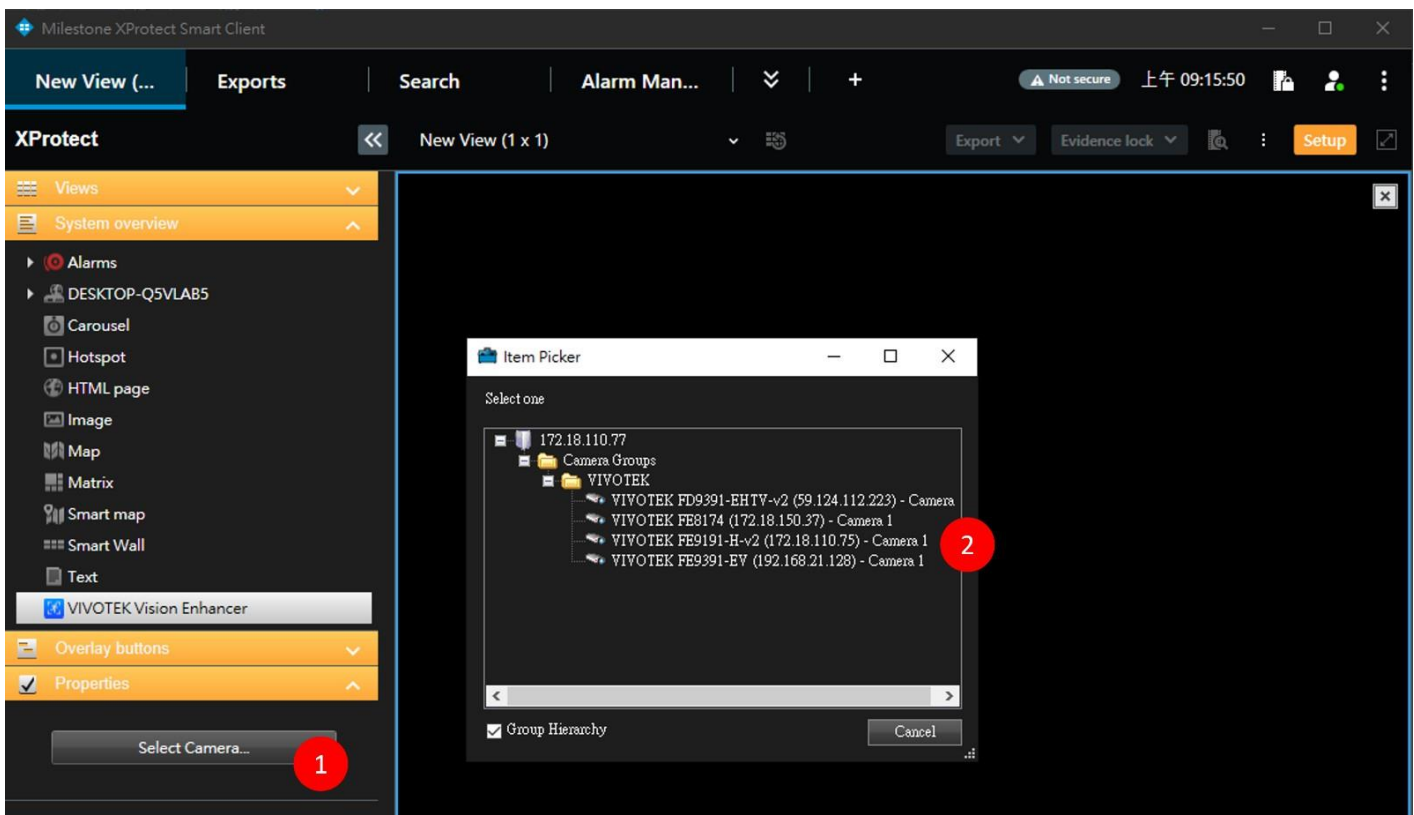 Milestone XProtect Smart Client
New View (... Exports Search Alarm Man... + Not secure 上午 09:15:50
XProtect New View (1 x 1) Export Evidence lock Setup
Views
System overview
Alarms
DESKTOP-Q5VLAB5
Carousel
Hotspot
HTML page
Image
Map
Matrix
Smart map
Smart Wall
Text
VIVOTEK Vision Enhancer
Overlay buttons
Properties
Select Camera...
1
Item Picker
Select one
172.18.110.77
Camera Groups
VIVOTEK
VIVOTEK FD9391-EHTV-v2 (59.124.112.223) - Camera
VIVOTEK FE8174 (172.18.150.37) - Camera 1
VIVOTEK FE9191-H-v2 (172.18.110.75) - Camera 1
VIVOTEK FE9391-EV (192.168.21.128) - Camera 1
2
Group Hierarchy
Cancel